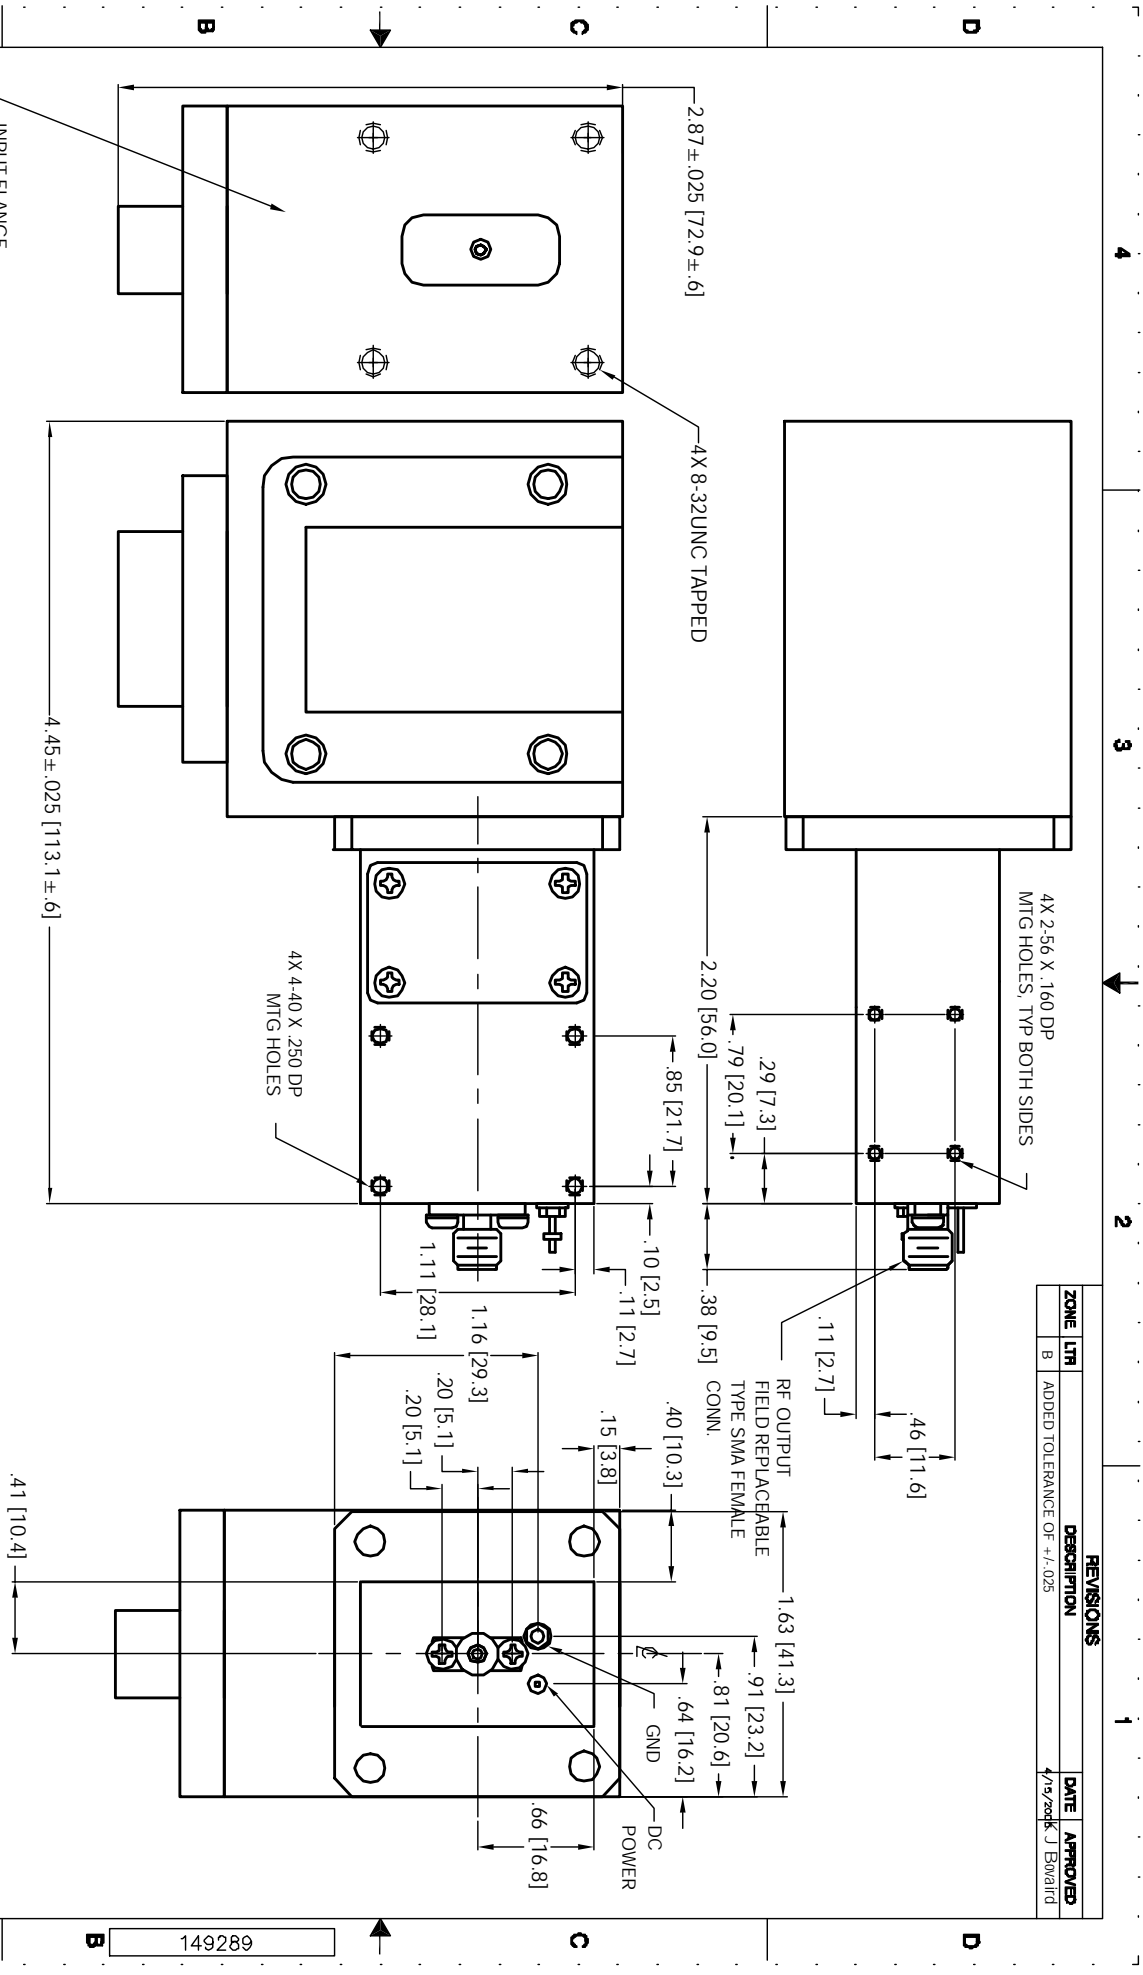 REVISIONS
ZONE LTR DESCRIPTION DATE APPROVED
B ADDED TOLERANCE OF +/-.025 J Bovaird
4
3
2
1
D
C
B
D
C
B
4X 2-56 X .160 DP
MTG HOLES, TYP BOTH SIDES
.46 [11.6]
.11 [2.7]
.29 [7.3]
.79 [20.1]
2.20 [56.0]
.38 [9.5]
RF OUTPUT
FIELD REPLACEABLE
TYPE SMA FEMALE
CONN.
2.87±.025 [72.9±.6]
4X 8-32UNC TAPPED
.85 [21.7]
.10 [2.5]
.11 [2.7]
1.11 [28.1]
4X 4-40 X .250 DP
MTG HOLES
4.45±.025 [113.1±.6]
1.63 [41.3]
.91 [23.2]
.81 [20.6]
.64 [16.2]
.40 [10.3]
.15 [3.8]
1.16 [29.3]
.20 [5.1]
.20 [5.1]
GND
DC
POWER
.66 [16.8]
.41 [10.4]
INPUT FLANGE
149289